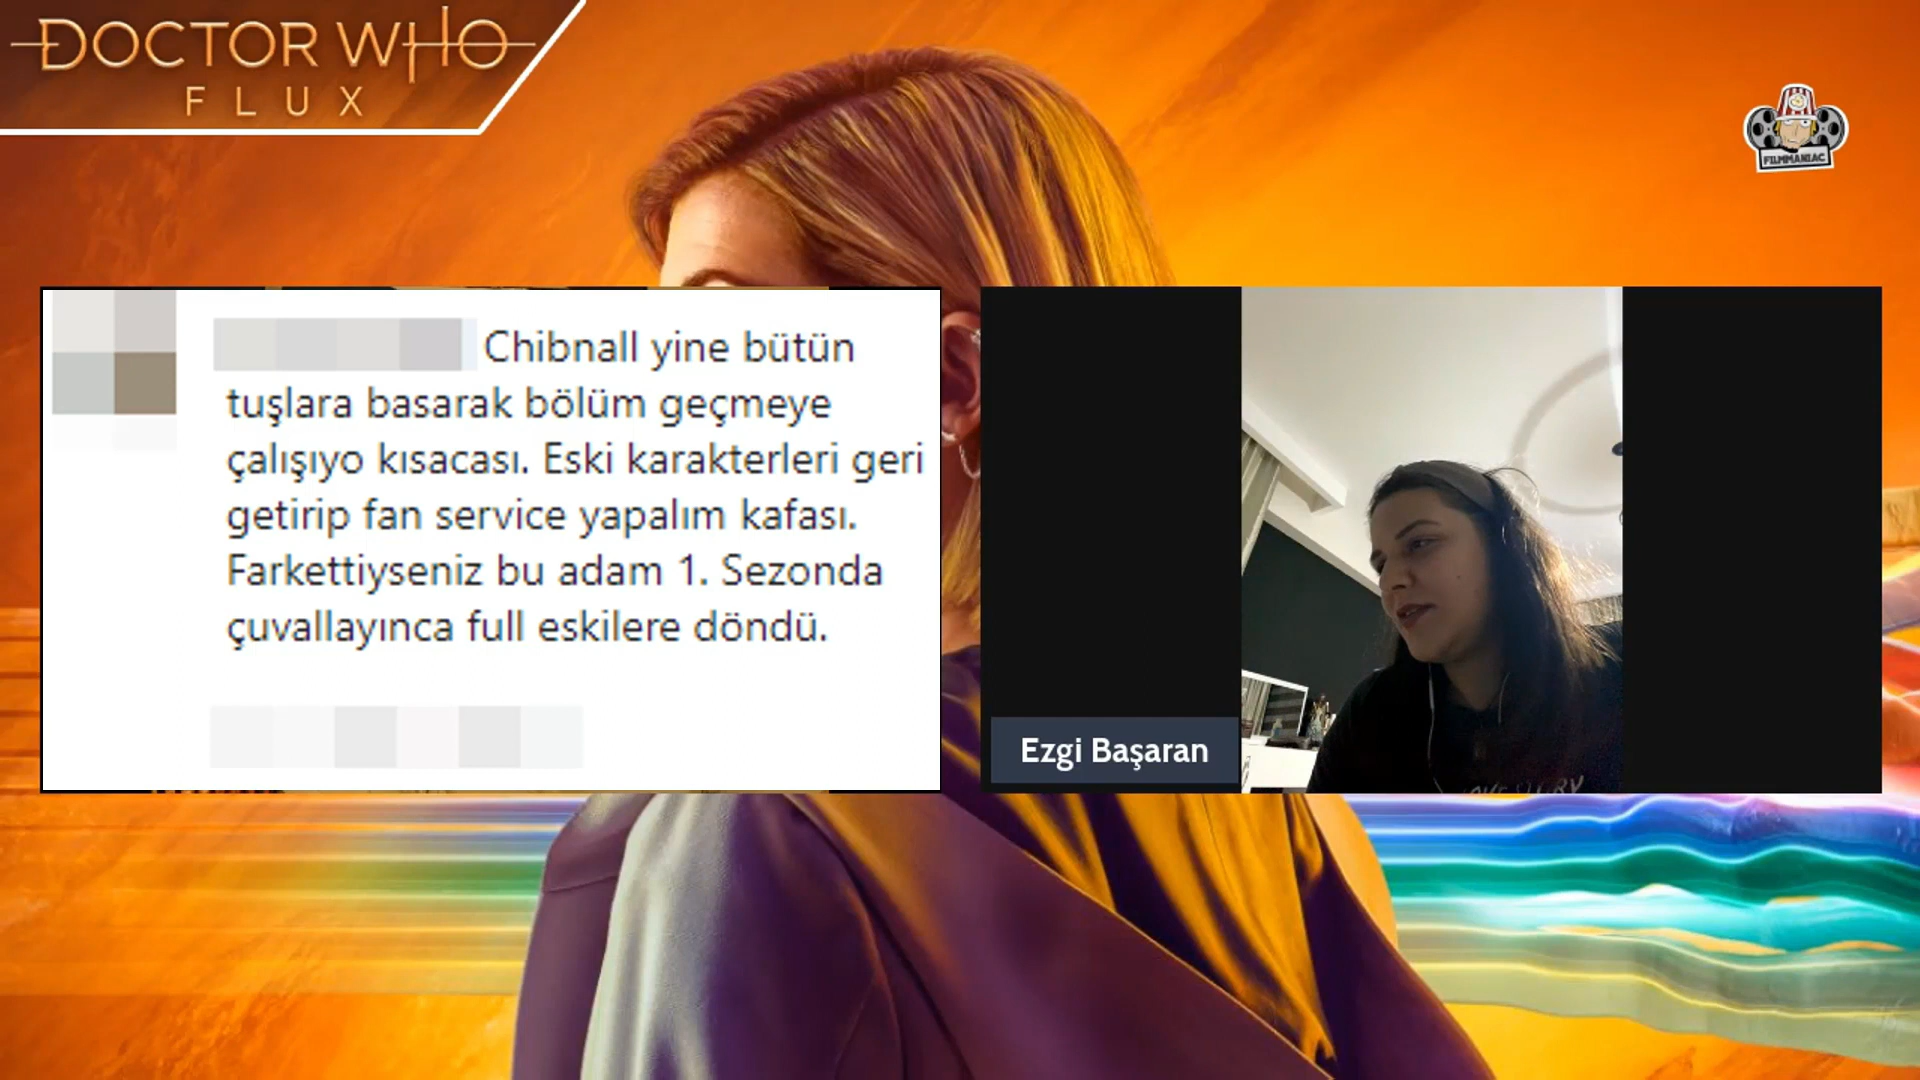 DOCTOR WHO
FLUX
FILMMANIAC
Chibnall yine bütün
tuşlara basarak bölüm geçmeye
çalışıyo kısacası. Eski karakterleri geri
getirip fan service yapalım kafası.
Farkettiyseniz bu adam 1. Sezonda
çuvallayınca full eskilere döndü.
Ezgi Başaran